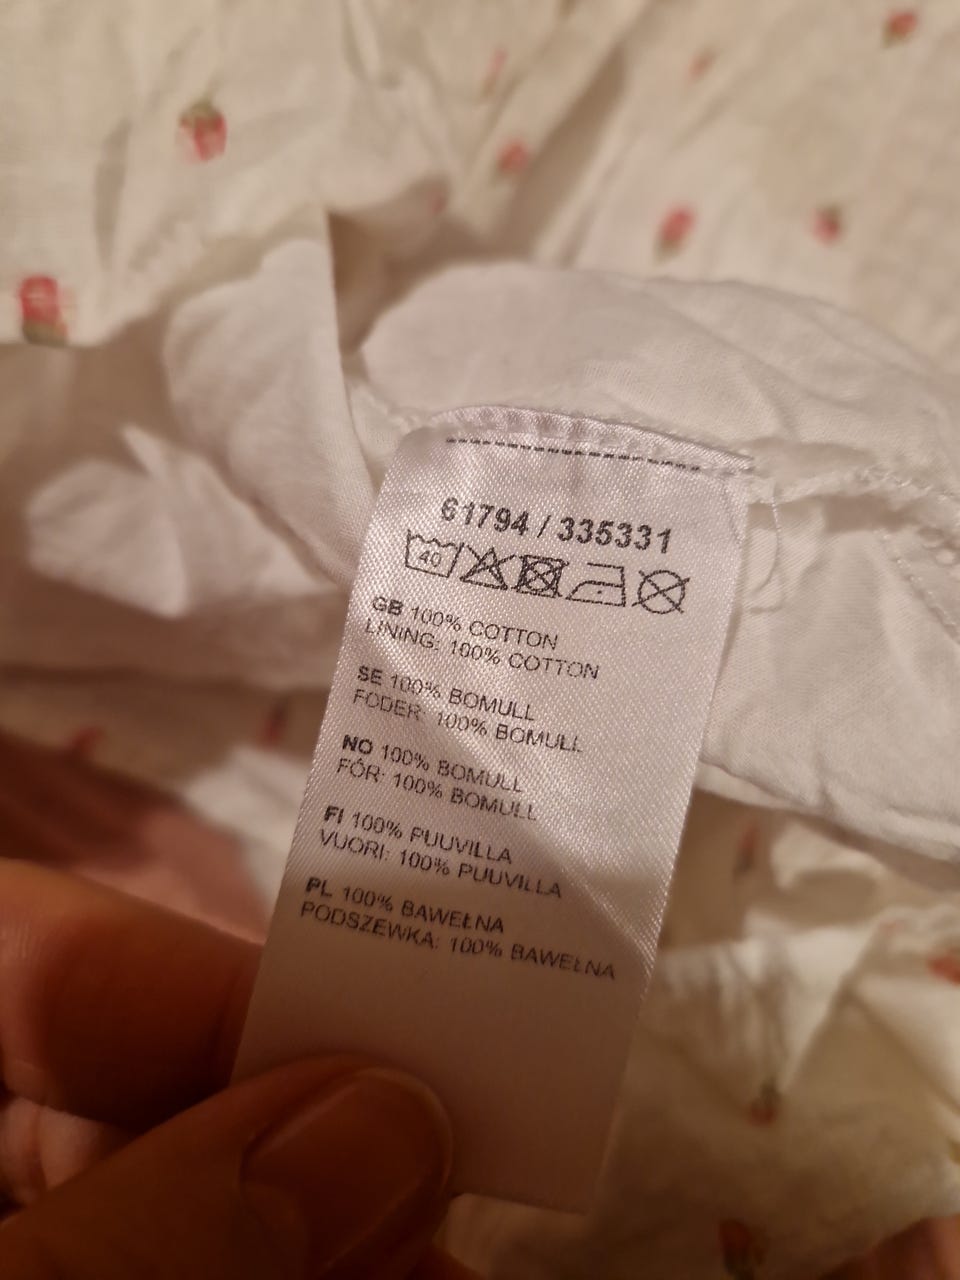 61794 / 335331
40
GB 100% COTTON
LINING: 100% COTTON
SE 100% BOMULL
FODER: 100% BOMULL
NO 100% BOMULL
FÔR: 100% BOMULL
FI 100% PUUVILLA
VUORI: 100% PUUVILLA
PL 100% BAWEŁNA
PODSZEWKA: 100% BAWEŁNA